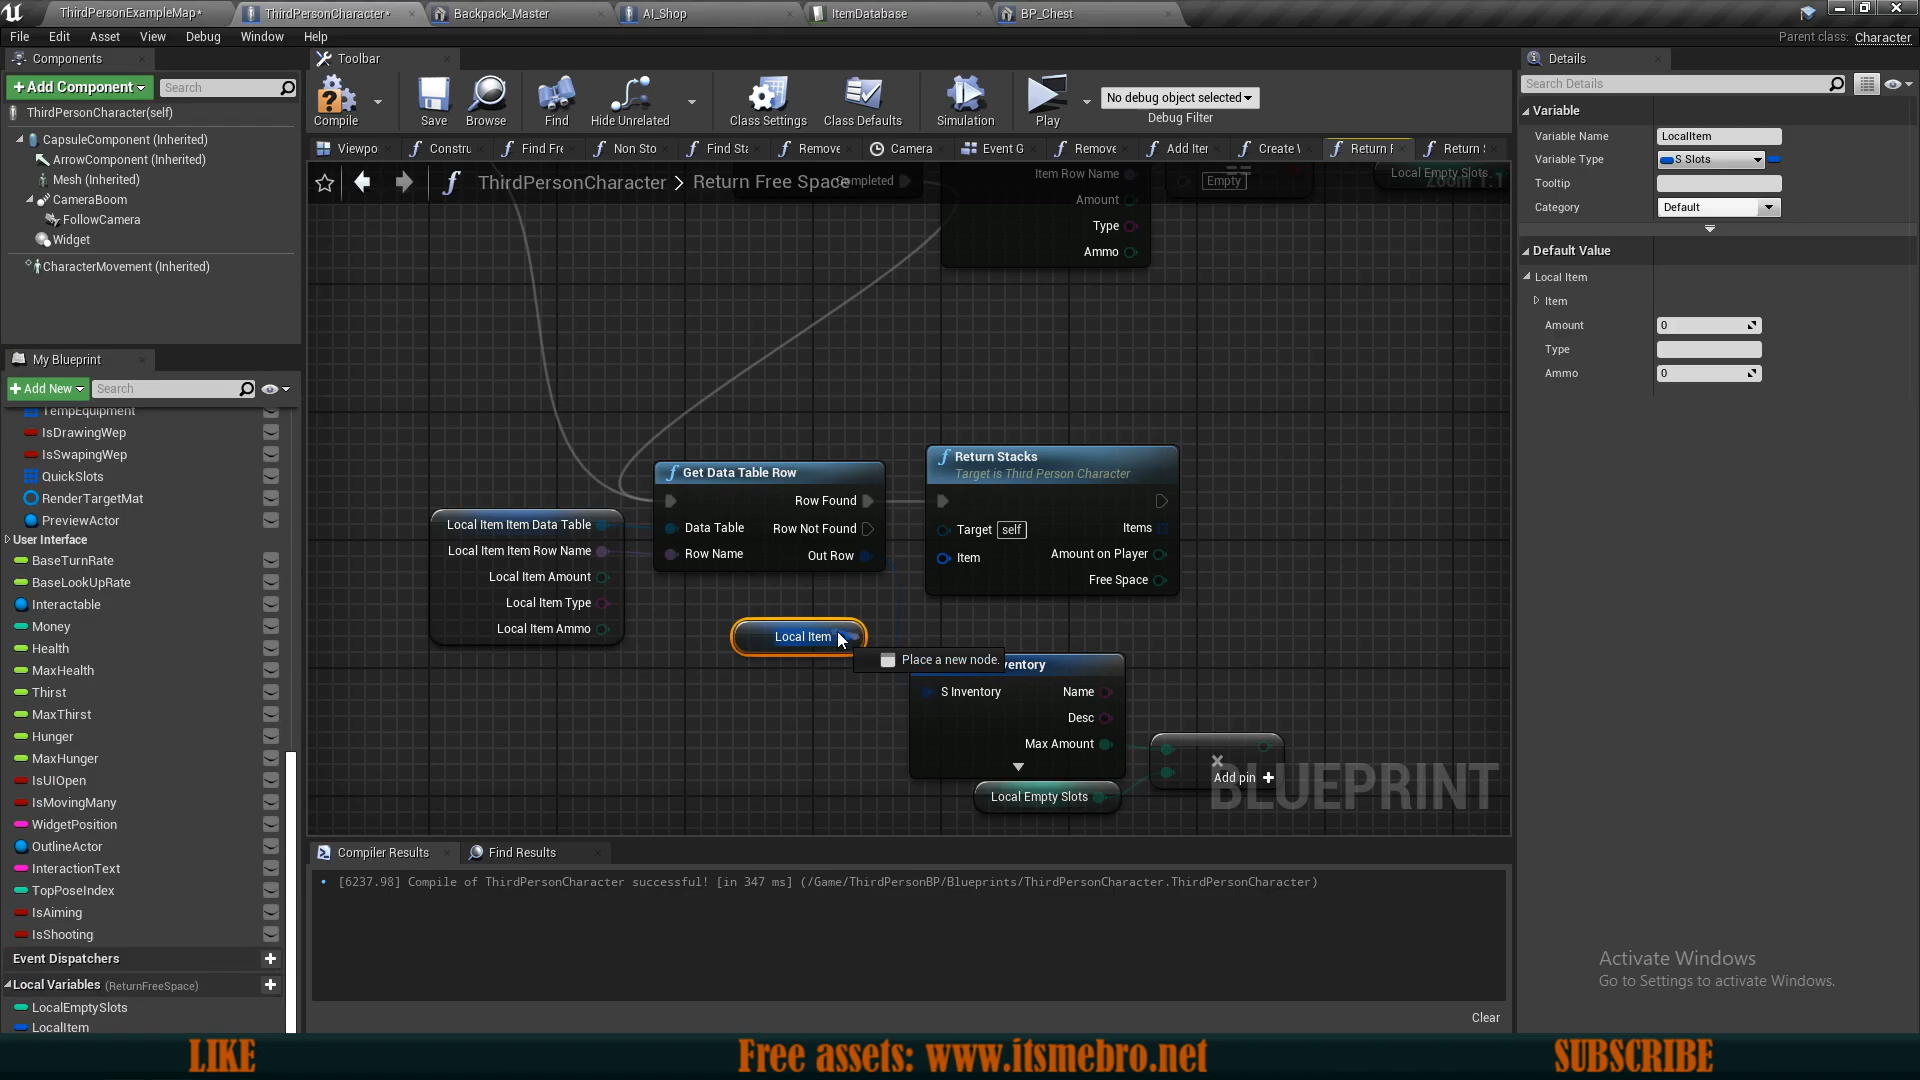 ThirdPersonExampleMap*
ThirdPersonCharacter*
Backpack_Master
AI_Shop
ItemDatabase
BP_Chest
File Edit Asset View Debug Window Help
Parent class: Character
Components
+ Add Component
Search
ThirdPersonCharacter(self)
CapsuleComponent (Inherited)
ArrowComponent (Inherited)
Mesh (Inherited)
CameraBoom
FollowCamera
Widget
CharacterMovement (Inherited)
My Blueprint
+ Add New
Search
TempEquipment
IsDrawingWep
IsSwapingWep
QuickSlots
RenderTargetMat
PreviewActor
User Interface
BaseTurnRate
BaseLookUpRate
Interactable
Money
Health
MaxHealth
Thirst
MaxThirst
Hunger
MaxHunger
IsUIOpen
IsMovingMany
WidgetPosition
OutlineActor
InteractionText
TopPoseIndex
IsAiming
IsShooting
Event Dispatchers
Local Variables (ReturnFreeSpace)
LocalEmptySlots
LocalItem
Toolbar
Compile
Save
Browse
Find
Hide Unrelated
Class Settings
Class Defaults
Simulation
Play
No debug object selected
Debug Filter
Viewpo
Constru
Find Fre
Non Sto
Find Sta
Remove
Camera
Event G
Remove
Add Iter
Create
Return F
Return
ThirdPersonCharacter > Return Free Space
Completed
Item Row Name
Amount
Type
Ammo
Empty
Local Empty Slots
Zoom 1:1
Get Data Table Row
Row Found
Data Table
Row Not Found
Row Name
Out Row
Local Item Item Data Table
Local Item Item Row Name
Local Item Amount
Local Item Type
Local Item Ammo
Return Stacks
Target is Third Person Character
Target self
Items
Item
Amount on Player
Free Space
Local Item
Place a new node.
ventory
S Inventory
Name
Desc
Max Amount
Local Empty Slots
Add pin +
BLUEPRINT
Compiler Results
Find Results
[6237.98] Compile of ThirdPersonCharacter successful! [in 347 ms] (/Game/ThirdPersonBP/Blueprints/ThirdPersonCharacter.ThirdPersonCharacter)
Clear
Details
Search Details
Variable
Variable Name LocalItem
Variable Type S Slots
Tooltip
Category Default
Default Value
Local Item
Item
Amount 0
Type
Ammo 0
Activate Windows
Go to Settings to activate Windows.
LIKE
Free assets: www.itsmebro.net
SUBSCRIBE